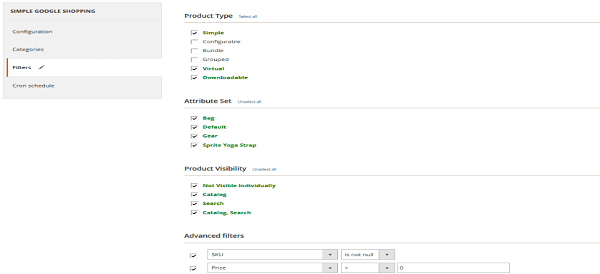 SIMPLE GOOGLE SHOPPING
Configuration
Categories
Filters
Cron schedule
Product Type Select all
Simple
Configurable
Bundle
Grouped
Virtual
Downloadable
Attribute Set Unselect all
Bag
Default
Gear
Sprite Yoga Strap
Product Visibility Unselect all
Not Visible Individually
Catalog
Search
Catalog, Search
Advanced filters
SKU is not null
Price 0